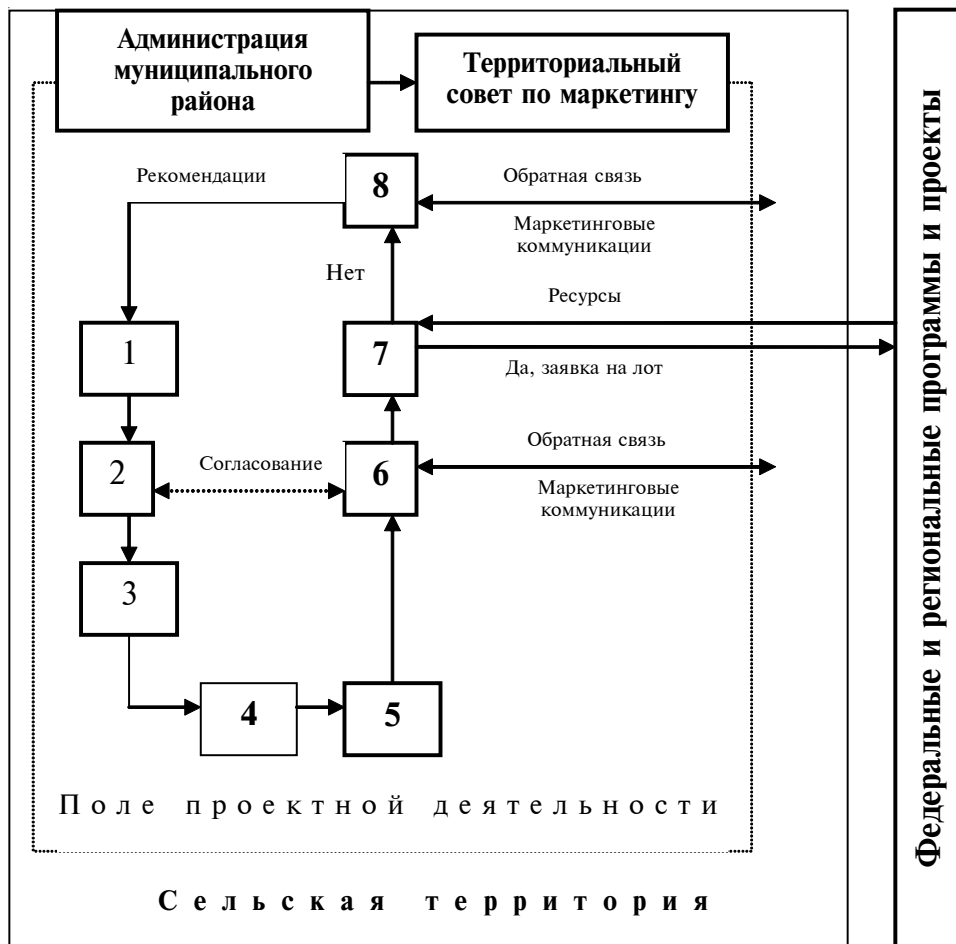 Администрация
муниципального
района
Территориальный
совет по маркетингу
Рекомендации
8
Обратная связь
Маркетинговые
коммуникации
Нет
Ресурсы
1
7
Да, заявка на лот
2
Согласование
6
Обратная связь
Маркетинговые
коммуникации
3
4
5
Поле проектной деятельности
Сельская территория
Федеральные и региональные программы и проекты